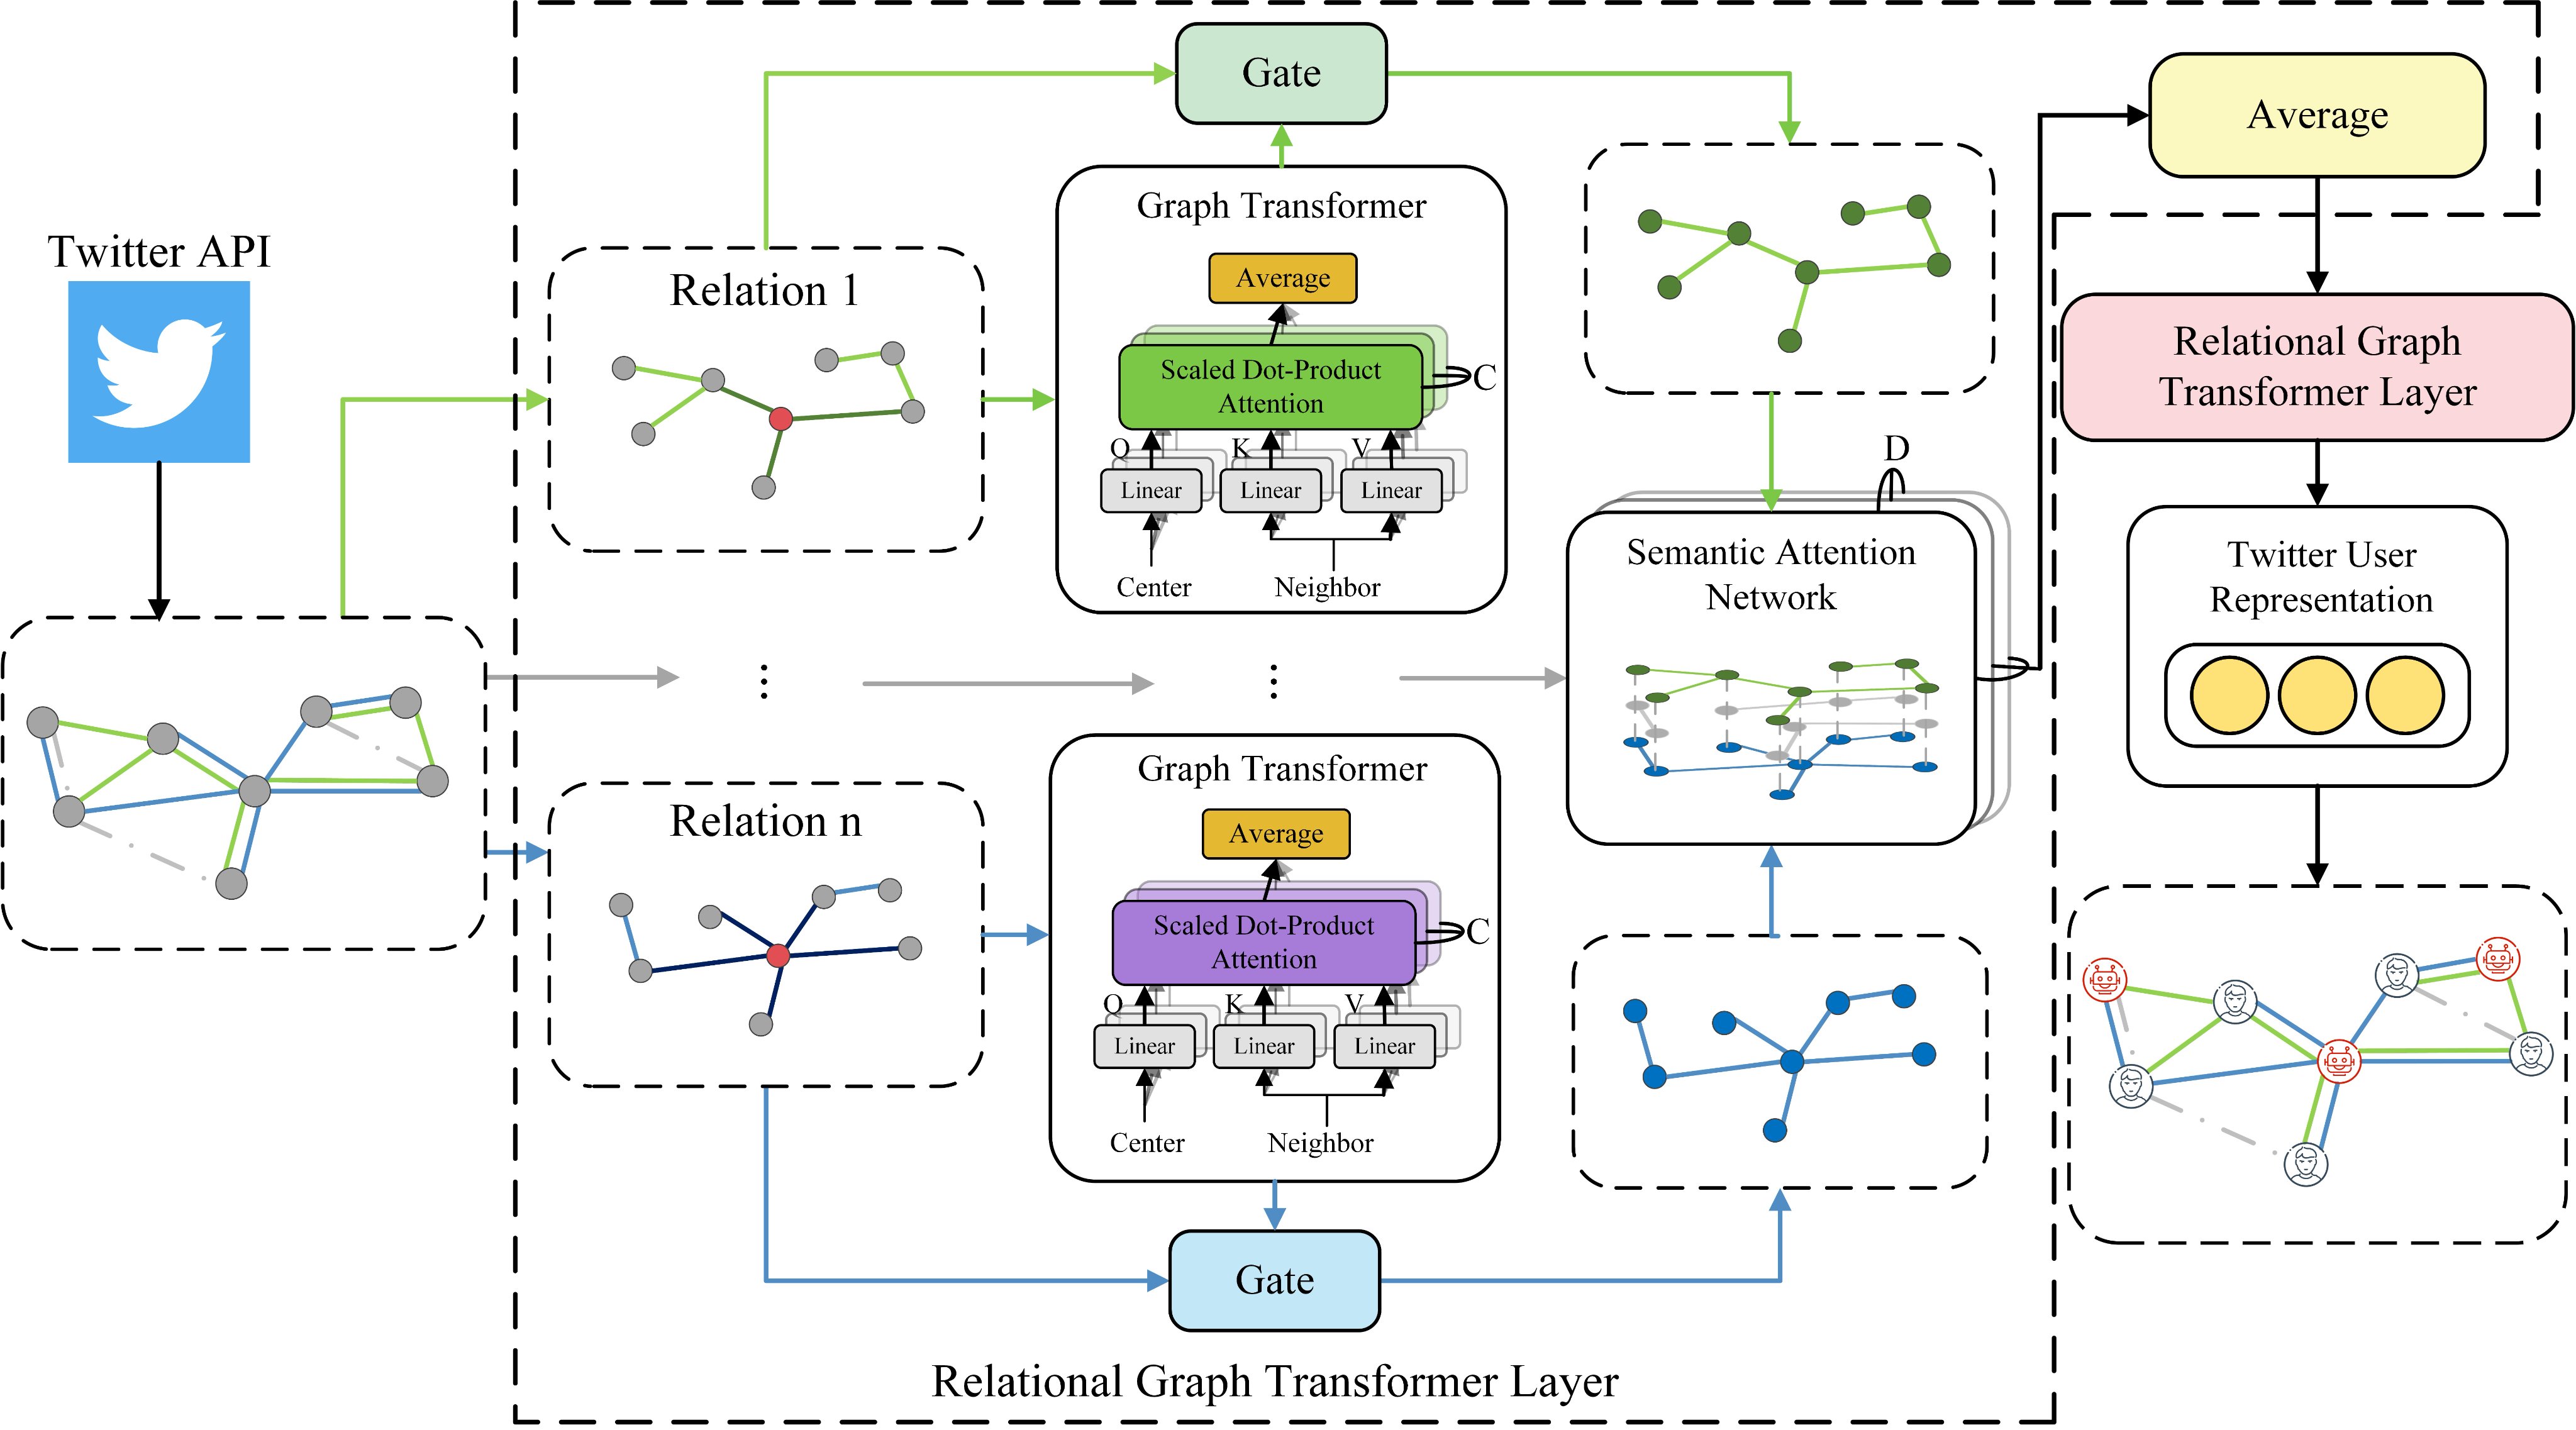 Twitter API
Relation 1
Gate
Graph Transformer
Average
Scaled Dot-Product
Attention
C
Q
K
V
Linear
Linear
Linear
Center
Neighbor
Relation n
Graph Transformer
Average
Scaled Dot-Product
Attention
C
Q
K
V
Linear
Linear
Linear
Center
Neighbor
Gate
D
Semantic Attention
Network
Relational Graph Transformer Layer
Average
Relational Graph
Transformer Layer
Twitter User
Representation